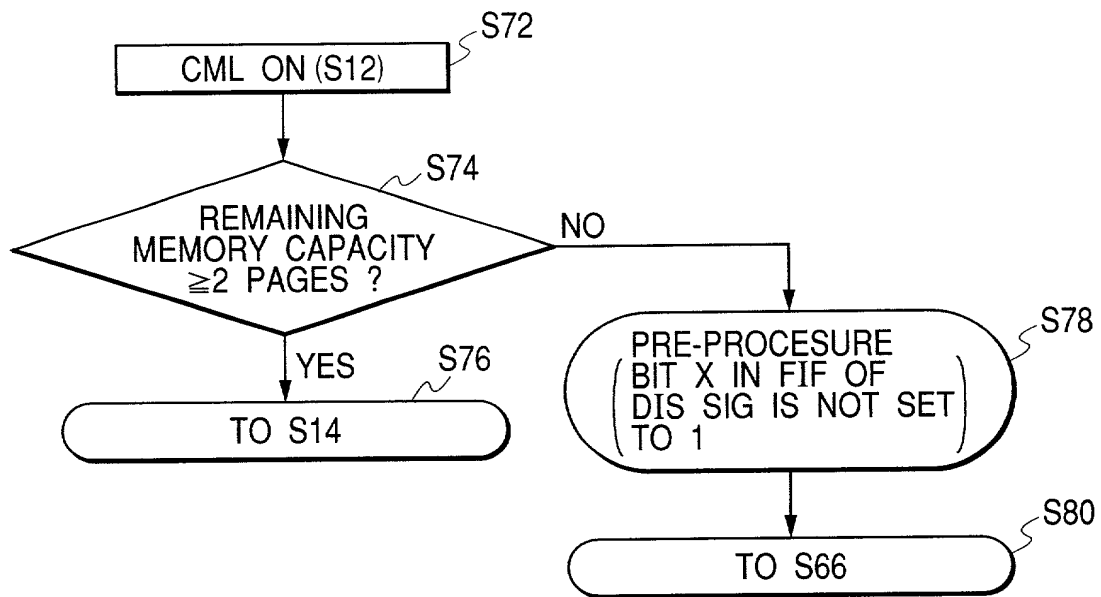 S72
CML ON (S12)
S74
REMAINING
MEMORY CAPACITY
≧2 PAGES ?
NO
YES
S76
TO S14
S78
PRE-PROCESURE
BIT X IN FIF OF
DIS SIG IS NOT SET
TO 1
S80
TO S66